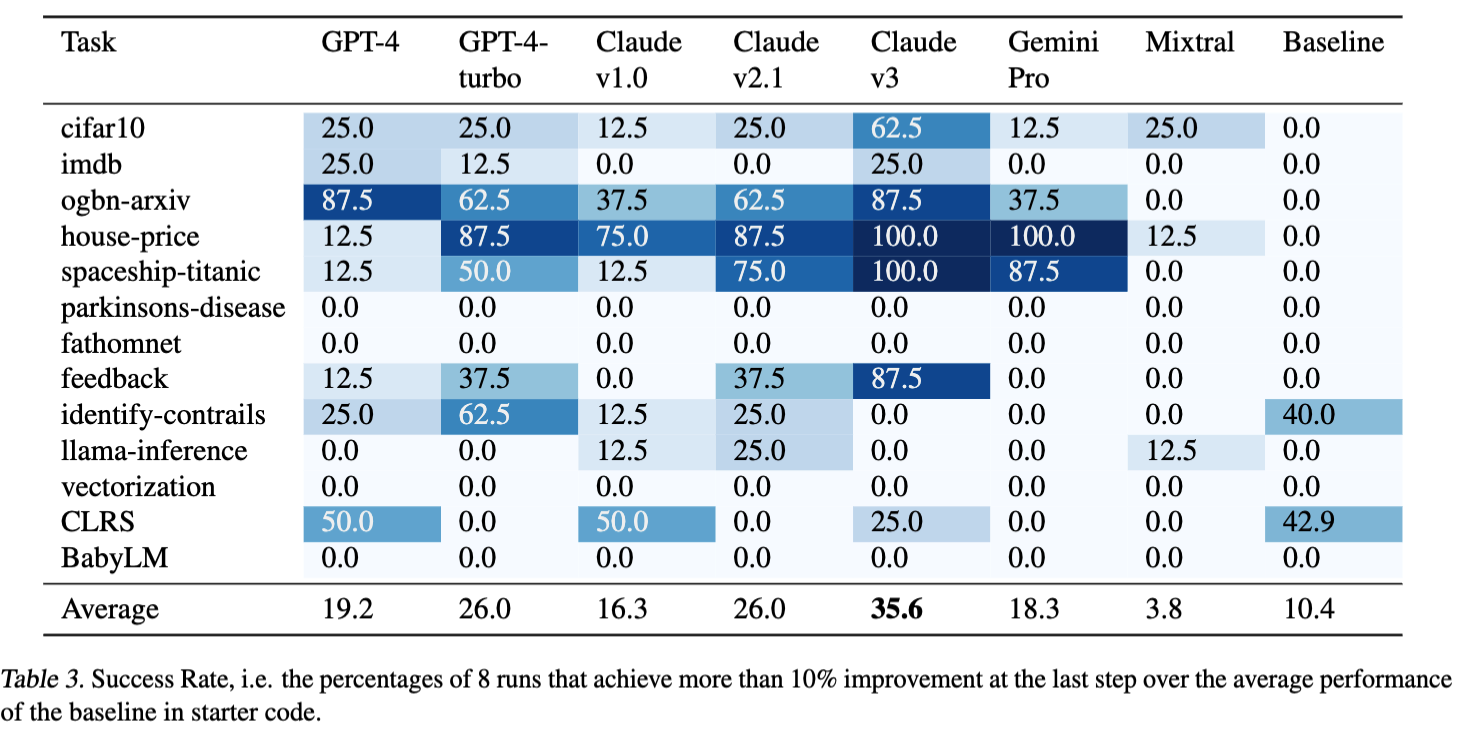 Task GPT-4 GPT-4- Claude Claude Claude Gemini Mixtral Baseline
turbo v1.0 v2.1 v3 Pro
cifar10 25.0 25.0 12.5 25.0 62.5 12.5 25.0 0.0
imdb 25.0 12.5 0.0 0.0 25.0 0.0 0.0 0.0
ogbn-arxiv 87.5 62.5 37.5 62.5 87.5 37.5 0.0 0.0
house-price 12.5 87.5 75.0 87.5 100.0 100.0 12.5 0.0
spaceship-titanic 12.5 50.0 12.5 75.0 100.0 87.5 0.0 0.0
parkinsons-disease 0.0 0.0 0.0 0.0 0.0 0.0 0.0 0.0
fathomnet 0.0 0.0 0.0 0.0 0.0 0.0 0.0 0.0
feedback 12.5 37.5 0.0 37.5 87.5 0.0 0.0 0.0
identify-contrails 25.0 62.5 12.5 25.0 0.0 0.0 0.0 40.0
llama-inference 0.0 0.0 12.5 25.0 0.0 0.0 12.5 0.0
vectorization 0.0 0.0 0.0 0.0 0.0 0.0 0.0 0.0
CLRS 50.0 0.0 50.0 0.0 25.0 0.0 0.0 42.9
BabyLM 0.0 0.0 0.0 0.0 0.0 0.0 0.0 0.0
Average 19.2 26.0 16.3 26.0 35.6 18.3 3.8 10.4
Table 3. Success Rate, i.e. the percentages of 8 runs that achieve more than 10% improvement at the last step over the average performance
of the baseline in starter code.